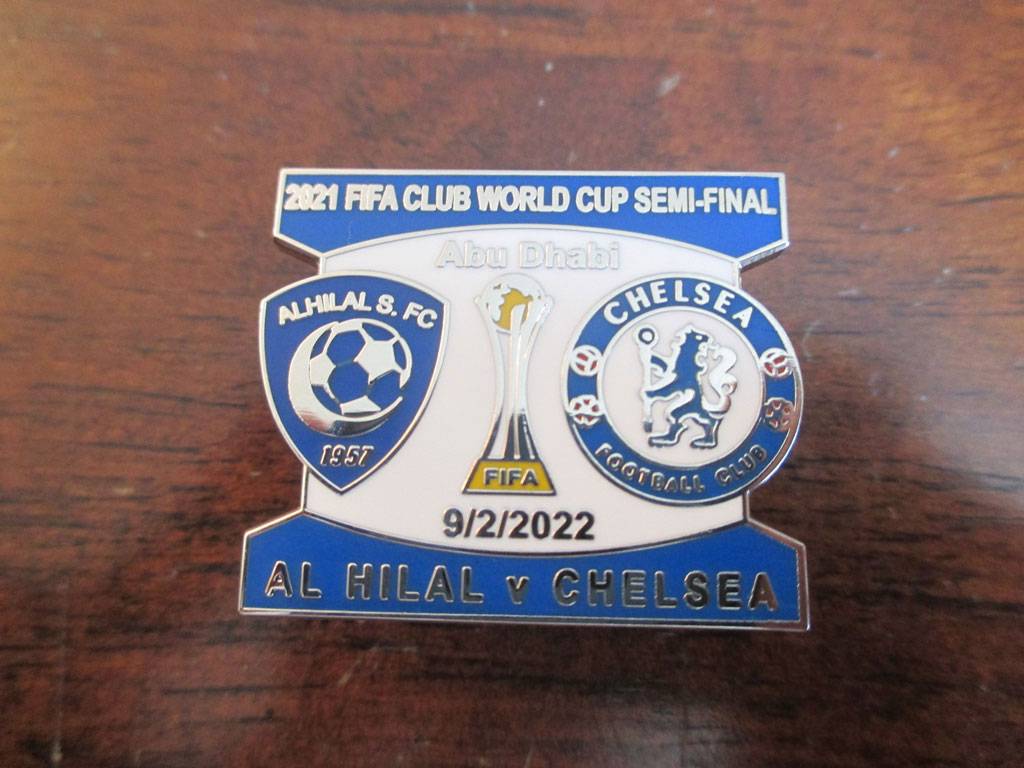 2021 FIFA CLUB WORLD CUP SEMI-FINAL
Abu Dhabi
ALHILAL S. FC
1957
FIFA
CHELSEA
FOOTBALL CLUB
9/2/2022
AL HILAL v CHELSEA